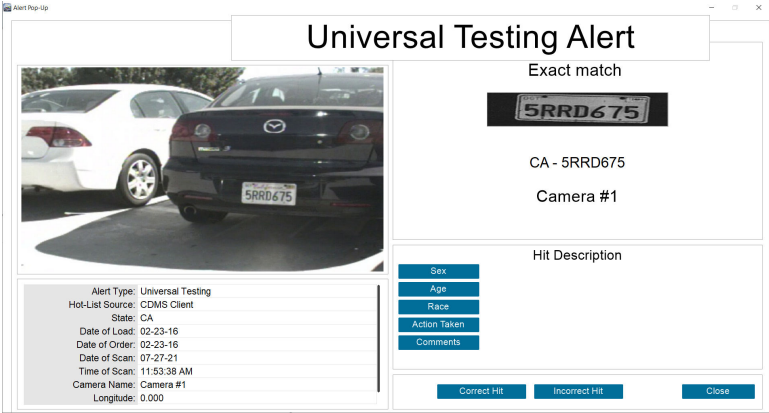 Alert Pop-Up
Universal Testing Alert
Exact match
5RRD675
5RRD675
CA - 5RRD675
Camera #1
Hit Description
Sex
Age
Race
Action Taken
Comments
Alert Type: Universal Testing
Hot-List Source: CDMS Client
State: CA
Date of Load: 02-23-16
Date of Order: 02-23-16
Date of Scan: 07-27-21
Time of Scan: 11:53:38 AM
Camera Name: Camera #1
Longitude: 0.000
Correct Hit Incorrect Hit Close